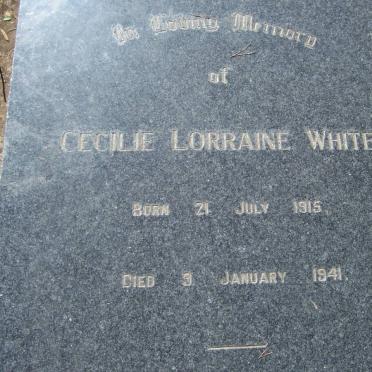 In Loving Memory
of
CECILIE LORRAINE WHITE
BORN 21 JULY 1915
DIED 3 JANUARY 1941